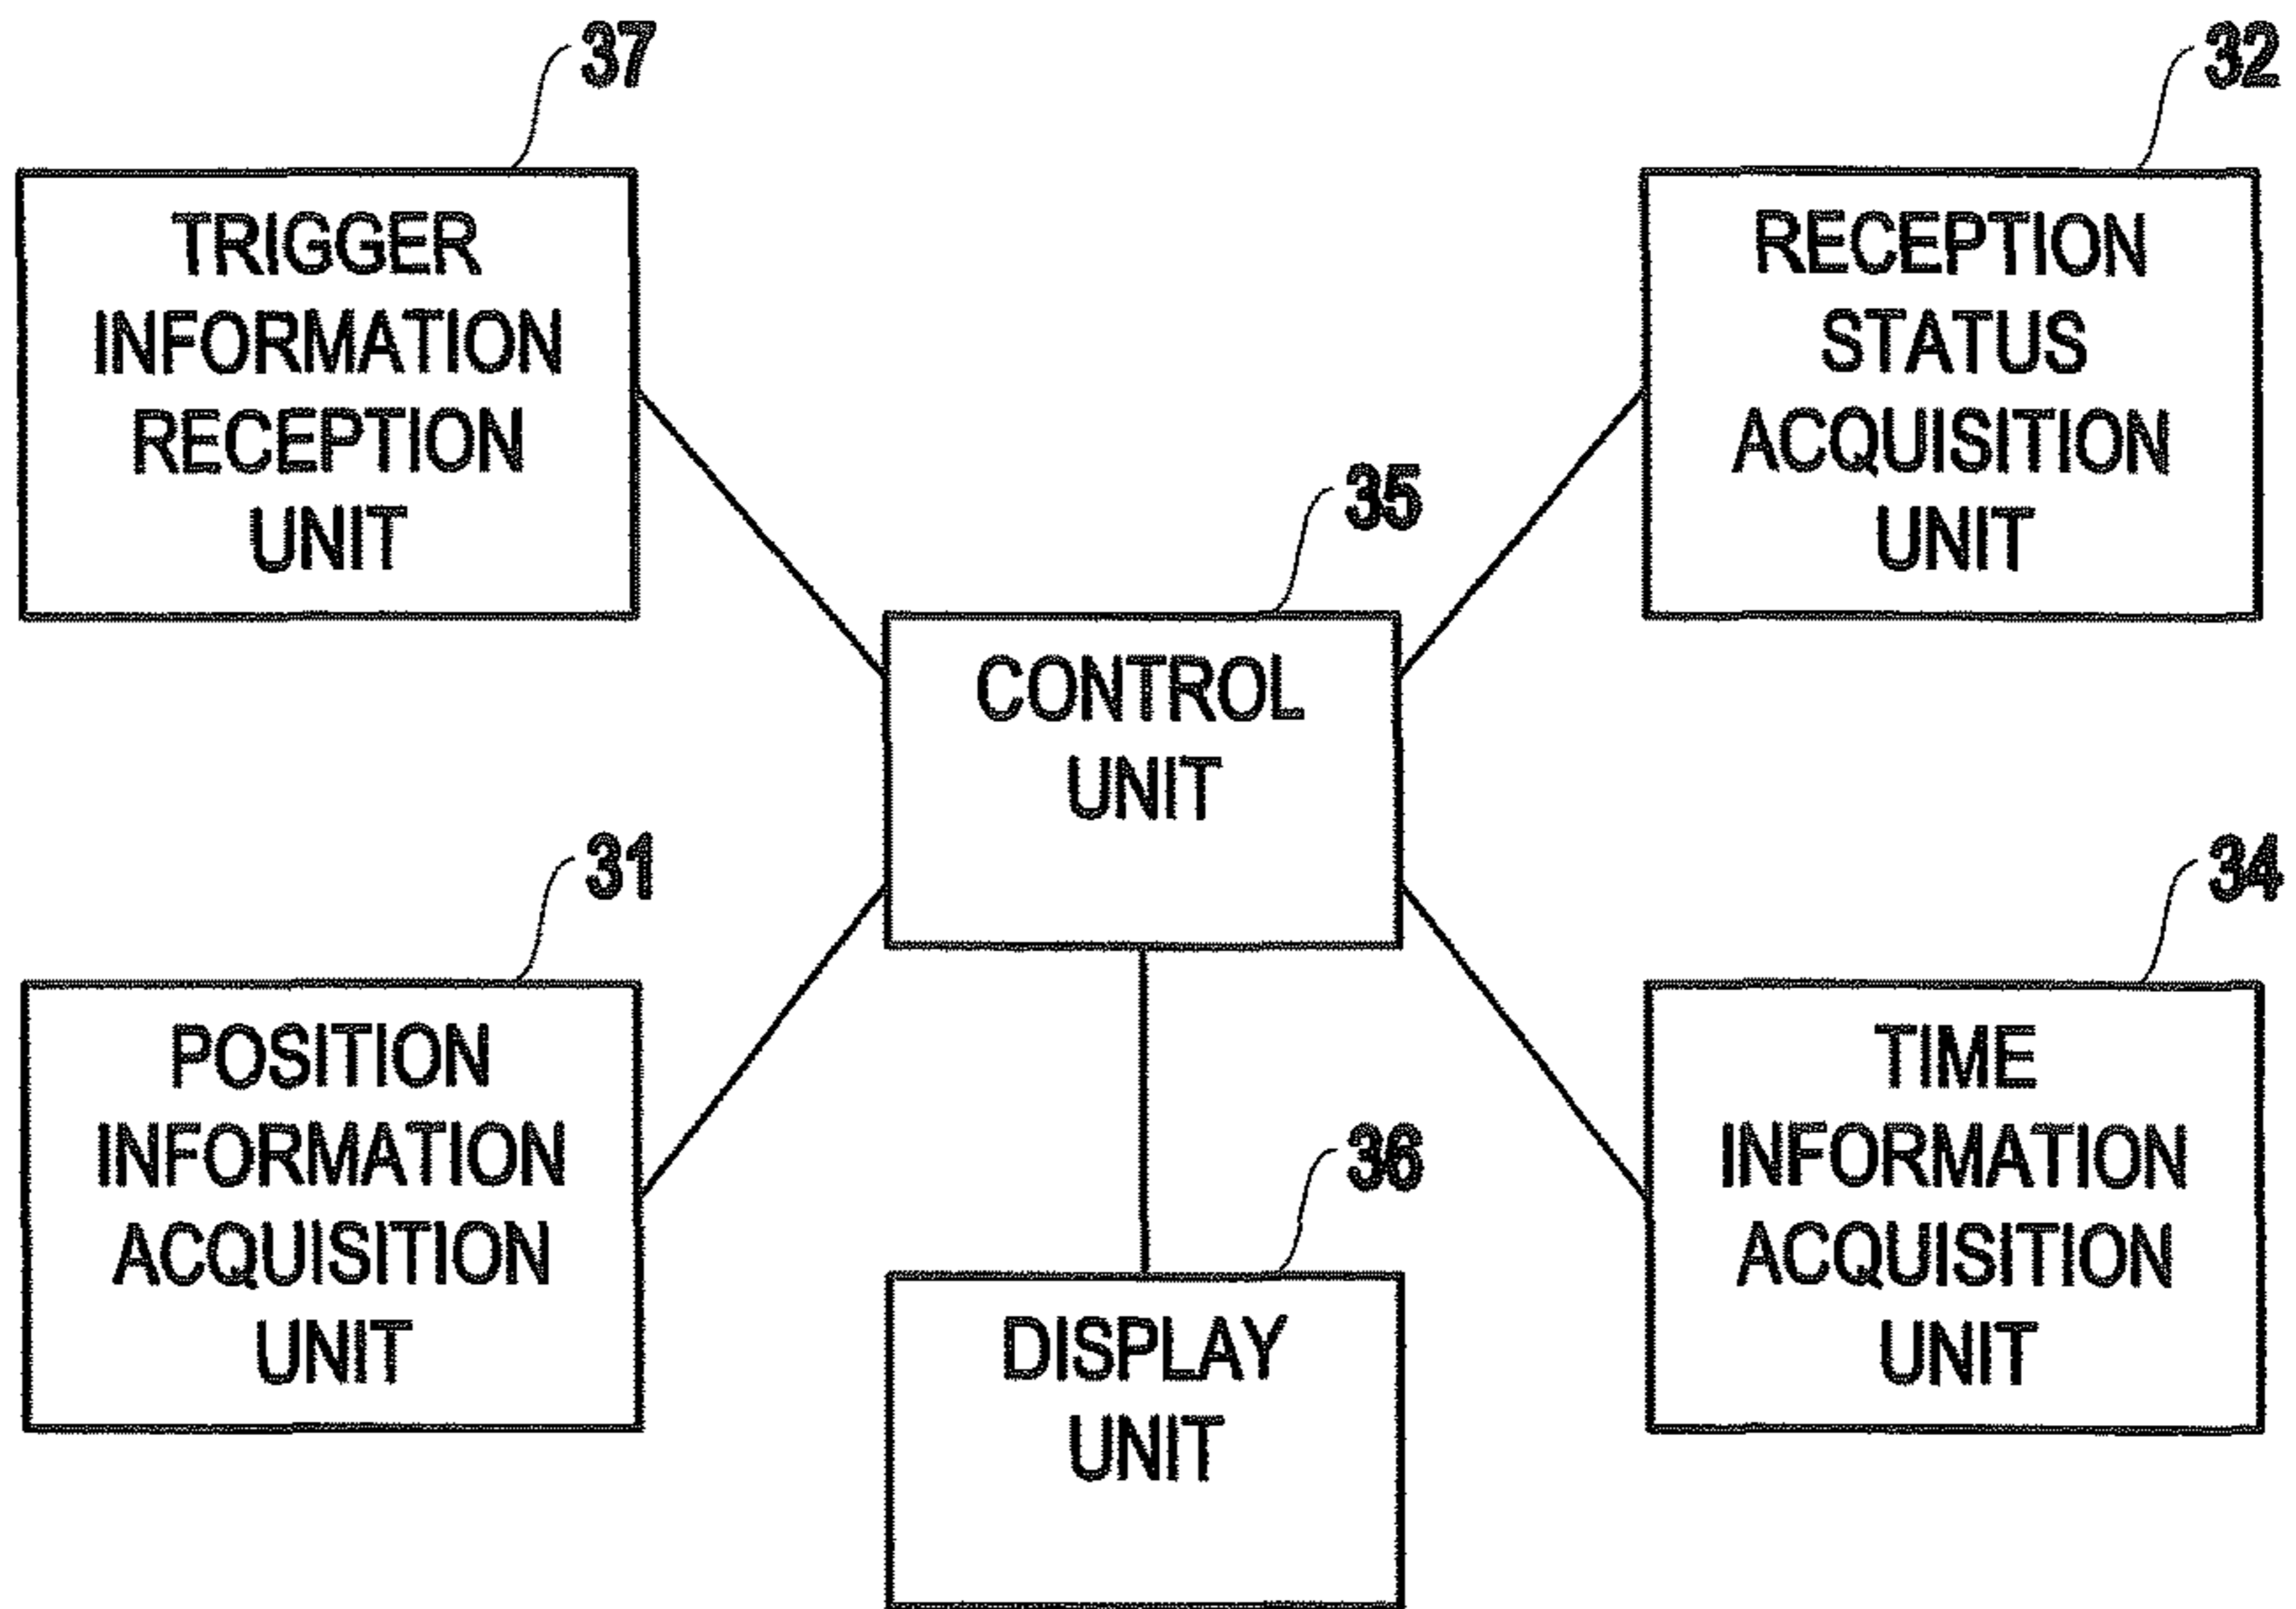 37
TRIGGER
INFORMATION
RECEPTION
UNIT
32
RECEPTION
STATUS
ACQUISITION
UNIT
35
CONTROL
UNIT
31
POSITION
INFORMATION
ACQUISITION
UNIT
34
TIME
INFORMATION
ACQUISITION
UNIT
36
DISPLAY
UNIT